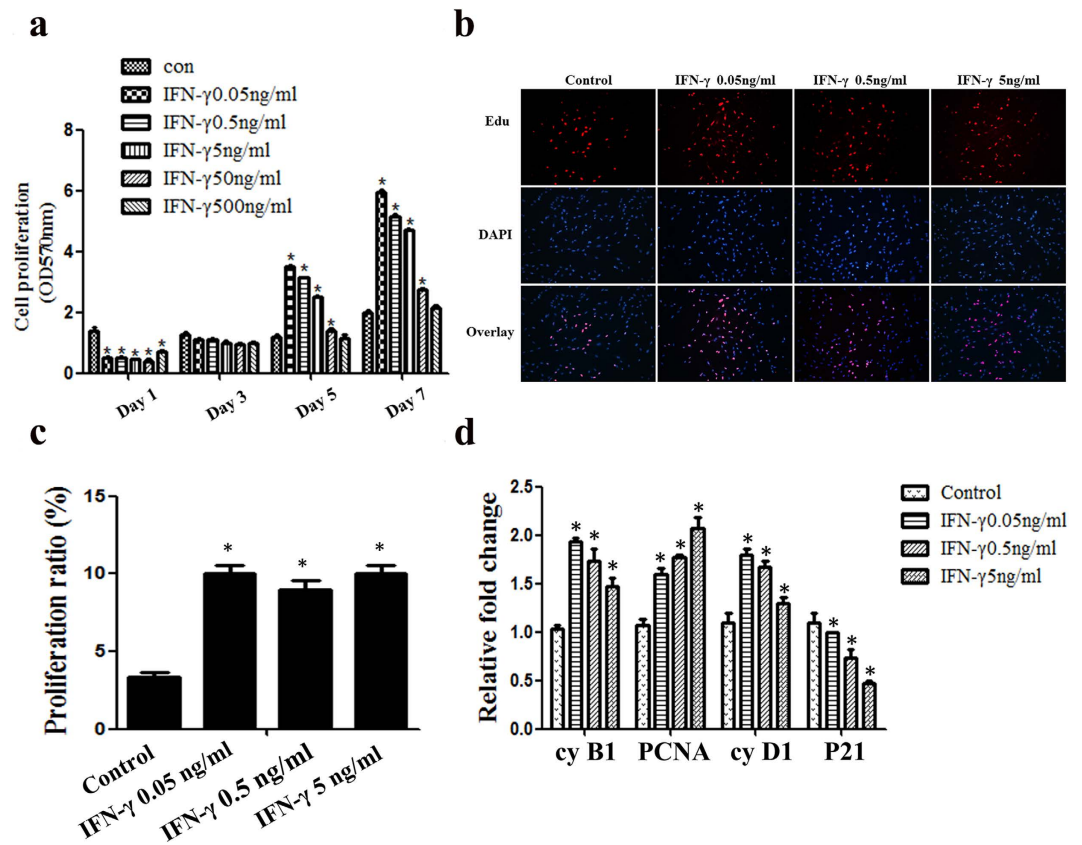 a
con
IFN-γ0.05ng/ml
IFN-γ0.5ng/ml
IFN-γ5ng/ml
IFN-γ50ng/ml
IFN-γ500ng/ml
Cell proliferation
(OD570nm)
8
6
4
2
0
* * * * *
* * * *
* * * *
Day 1
Day 3
Day 5
Day 7
b
Control
IFN-γ 0.05ng/ml
IFN-γ 0.5ng/ml
IFN-γ 5ng/ml
Edu
DAPI
Overlay
c
Proliferation ratio (%)
15
10
5
0
* * *
Control
IFN-γ 0.05 ng/ml
IFN-γ 0.5 ng/ml
IFN-γ 5 ng/ml
d
Relative fold change
2.5
2.0
1.5
1.0
0.5
0.0
* * *
* * *
* * *
* * *
cy B1
PCNA
cy D1
P21
Control
IFN-γ0.05ng/ml
IFN-γ0.5ng/ml
IFN-γ5ng/ml